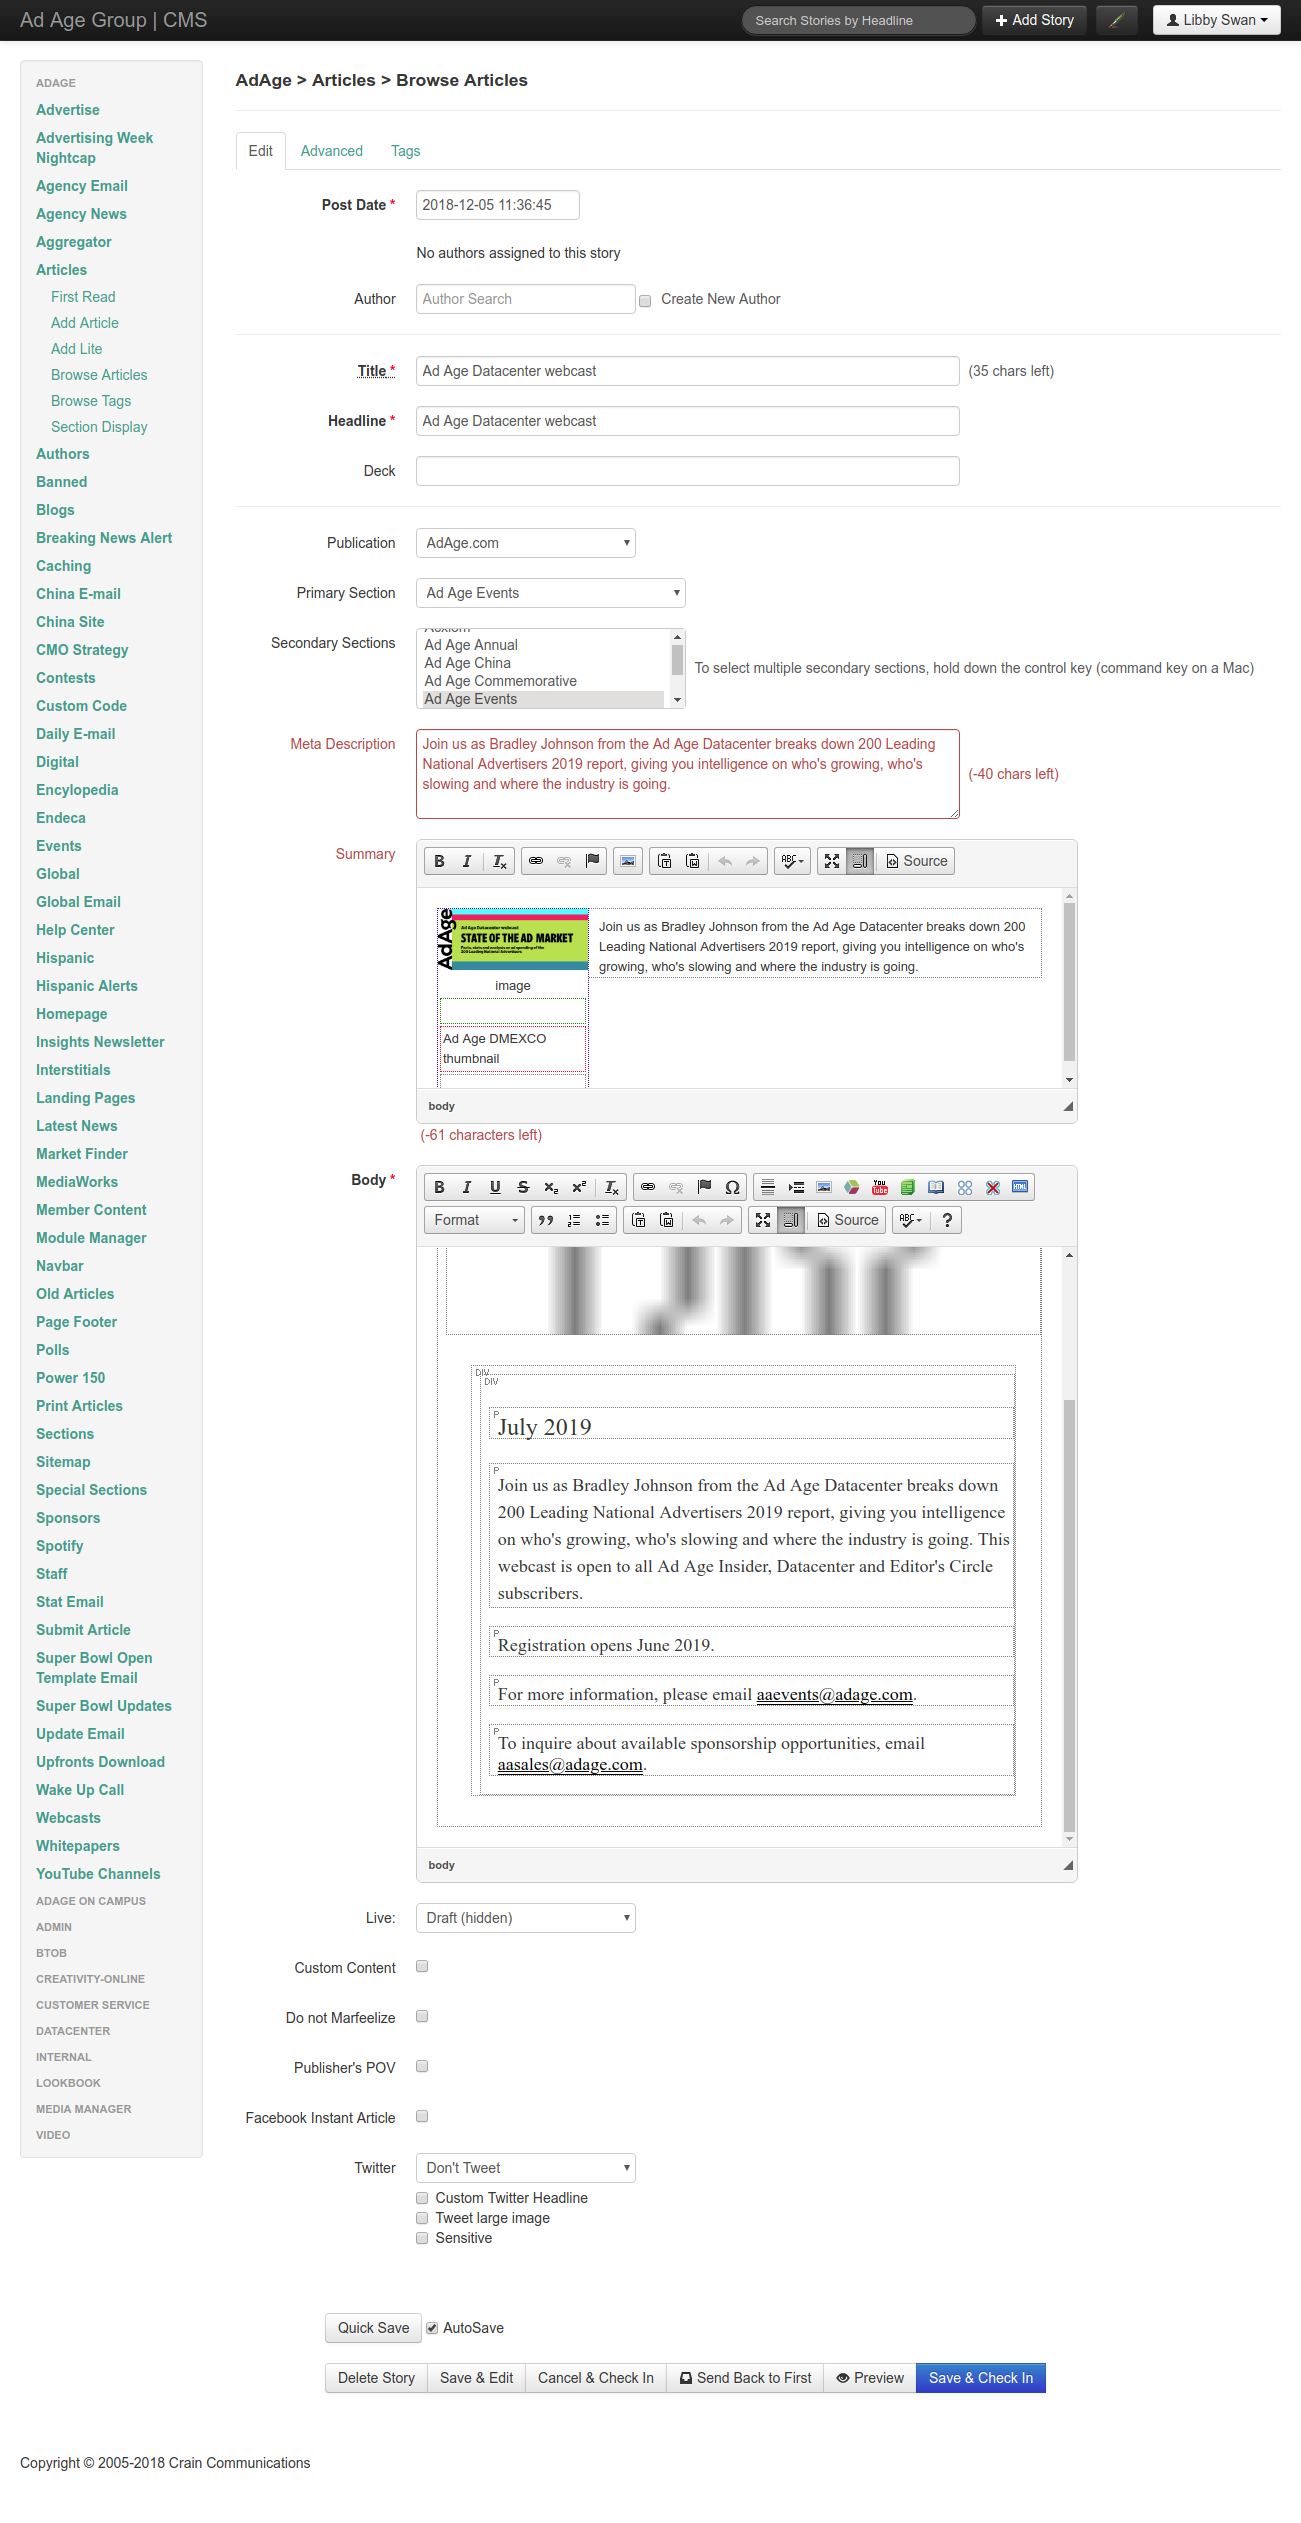 Ad Age Group | CMS
Search Stories by Headline
Add Story
Libby Swan
ADAGE
Advertise
Advertising Week
Nightcap
Agency Email
Agency News
Aggregator
Articles
First Read
Add Article
Add Lite
Browse Articles
Browse Tags
Section Display
Authors
Banned
Blogs
Breaking News Alert
Caching
China E-mail
China Site
CMO Strategy
Contests
Custom Code
Daily E-mail
Digital
Encylopedia
Endeca
Events
Global
Global Email
Help Center
Hispanic
Hispanic Alerts
Homepage
Insights Newsletter
Interstitials
Landing Pages
Latest News
Market Finder
MediaWorks
Member Content
Module Manager
Navbar
Old Articles
Page Footer
Polls
Power 150
Print Articles
Sections
Sitemap
Special Sections
Sponsors
Spotify
Staff
Stat Email
Submit Article
Super Bowl Open
Template Email
Super Bowl Updates
Update Email
Upfronts Download
Wake Up Call
Webcasts
Whitepapers
YouTube Channels
ADAGE ON CAMPUS
ADMIN
BTOB
CREATIVITY-ONLINE
CUSTOMER SERVICE
DATACENTER
INTERNAL
LOOKBOOK
MEDIA MANAGER
VIDEO
AdAge > Articles > Browse Articles
Edit Advanced Tags
Post Date * 2018-12-05 11:36:45
No authors assigned to this story
Author Author Search Create New Author
Title * Ad Age Datacenter webcast (35 chars left)
Headline * Ad Age Datacenter webcast
Deck
Publication AdAge.com
Primary Section Ad Age Events
Secondary Sections
Ad Age Annual
Ad Age China
Ad Age Commemorative
Ad Age Events
To select multiple secondary sections, hold down the control key (command key on a Mac)
Meta Description
Join us as Bradley Johnson from the Ad Age Datacenter breaks down 200 Leading
National Advertisers 2019 report, giving you intelligence on who's growing, who's
slowing and where the industry is going.
(-40 chars left)
Summary
B I Tx ABC Source
AdAge
Ad Age Datacenter webcast
STATE OF THE AD MARKET
200 Leading National Advertisers
Join us as Bradley Johnson from the Ad Age Datacenter breaks down 200
Leading National Advertisers 2019 report, giving you intelligence on who's
growing, who's slowing and where the industry is going.
image
Ad Age DMEXCO
thumbnail
body
(-61 characters left)
Body *
B I U S x2 x2 Tx Ω You Tube HTML
Format Source ABC ?
DIV
DIV
P
July 2019
P
Join us as Bradley Johnson from the Ad Age Datacenter breaks down
200 Leading National Advertisers 2019 report, giving you intelligence
on who's growing, who's slowing and where the industry is going. This
webcast is open to all Ad Age Insider, Datacenter and Editor's Circle
subscribers.
P
Registration opens June 2019.
P
For more information, please email aaevents@adage.com.
P
To inquire about available sponsorship opportunities, email
aasales@adage.com.
body
Live: Draft (hidden)
Custom Content
Do not Marfeelize
Publisher's POV
Facebook Instant Article
Twitter Don't Tweet
Custom Twitter Headline
Tweet large image
Sensitive
Quick Save AutoSave
Delete Story Save & Edit Cancel & Check In Send Back to First Preview Save & Check In
Copyright © 2005-2018 Crain Communications